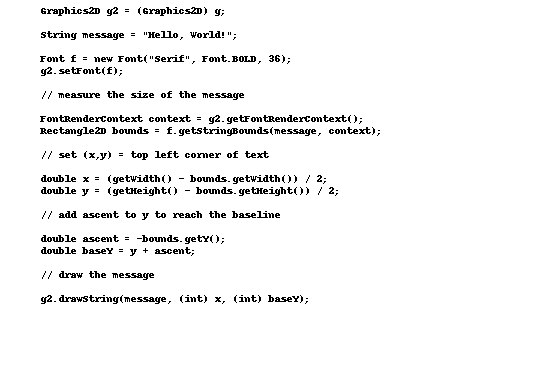 Graphics2D g2 = (Graphics2D) g;
String message = "Hello, World!";
Font f = new Font("Serif", Font.BOLD, 36);
g2.setFont(f);
// measure the size of the message
FontRenderContext context = g2.getFontRenderContext();
Rectangle2D bounds = f.getStringBounds(message, context);
// set (x,y) = top left corner of text
double x = (getWidth() - bounds.getWidth()) / 2;
double y = (getHeight() - bounds.getHeight()) / 2;
// add ascent to y to reach the baseline
double ascent = -bounds.getY();
double baseY = y + ascent;
// draw the message
g2.drawString(message, (int) x, (int) baseY);